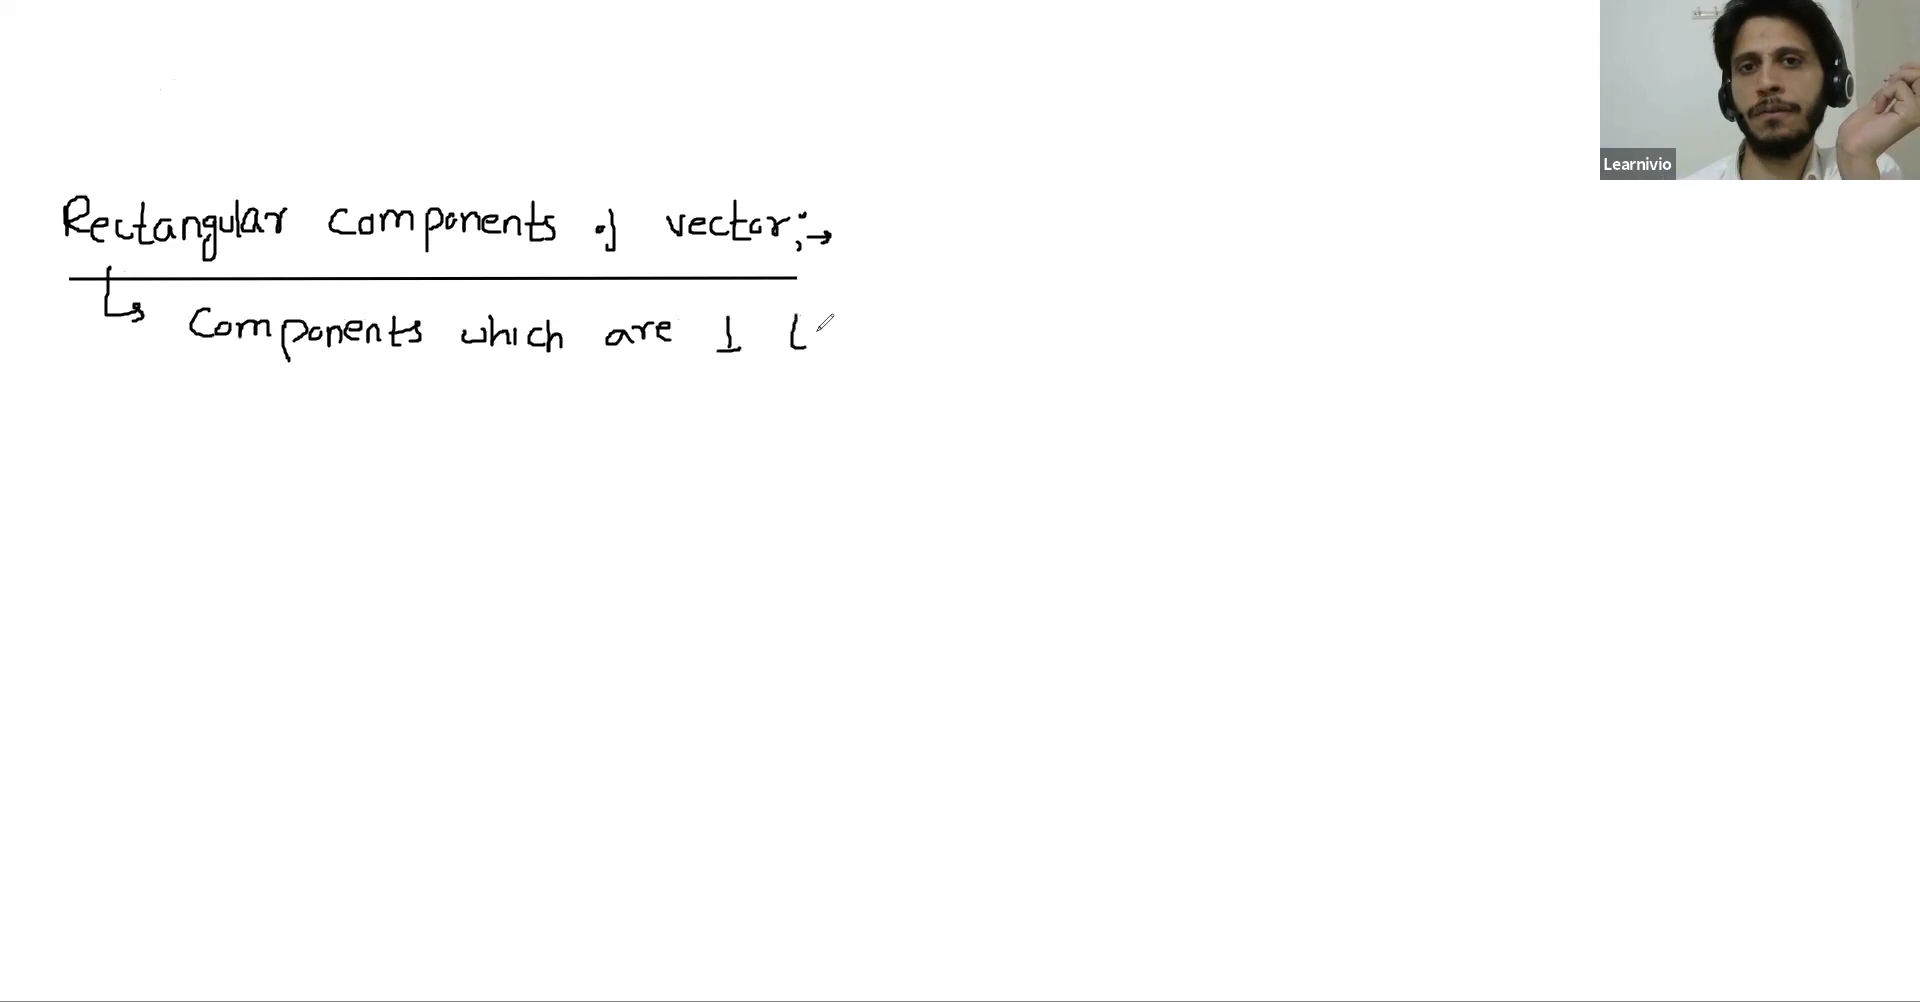 Learnivio
Rectangular components of vector:→
↳ Components which are ⊥ (